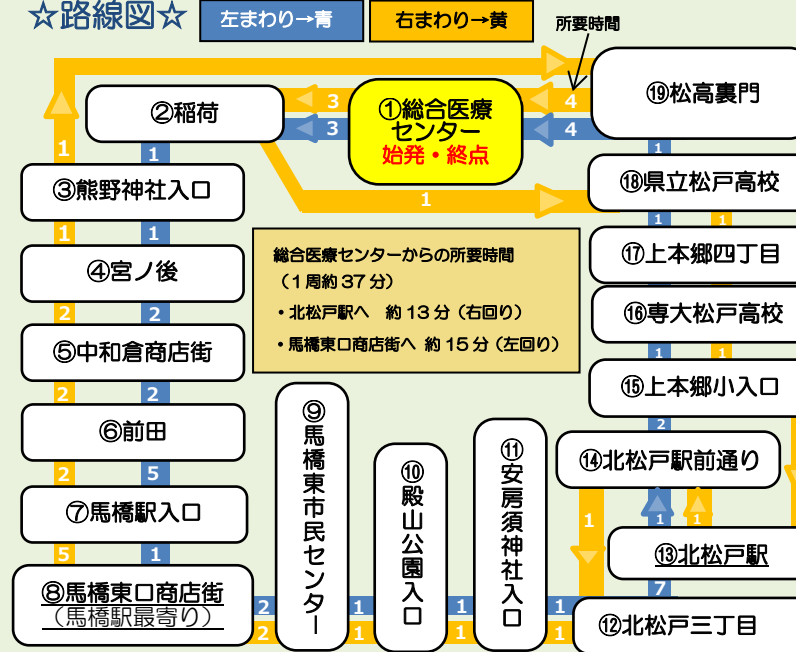 ☆路線図☆
左まわり→青
右まわり→黄
所要時間
3
4
3
4
①総合医療
センター
始発・終点
②稲荷
⑲松高裏門
1
1
1
③熊野神社入口
1
⑱県立松戸高校
1
1
1
1
④宮ノ後
⑰上本郷四丁目
総合医療センターからの所要時間
（１周約37分）
・北松戸駅へ　約13分（右回り）
・馬橋東口商店街へ　約15分（左回り）
2
2
⑯専大松戸高校
⑤中和倉商店街
1
1
2
2
⑮上本郷小入口
⑥前田
2
2
5
⑭北松戸駅前通り
⑦馬橋駅入口
1
1
1
5
1
⑬北松戸駅
⑧馬橋東口商店街
（馬橋駅最寄り）
⑨馬橋東市民センター
⑩殿山公園入口
⑪安房須神社入口
7
2
1
1
1
2
1
1
1
⑫北松戸三丁目